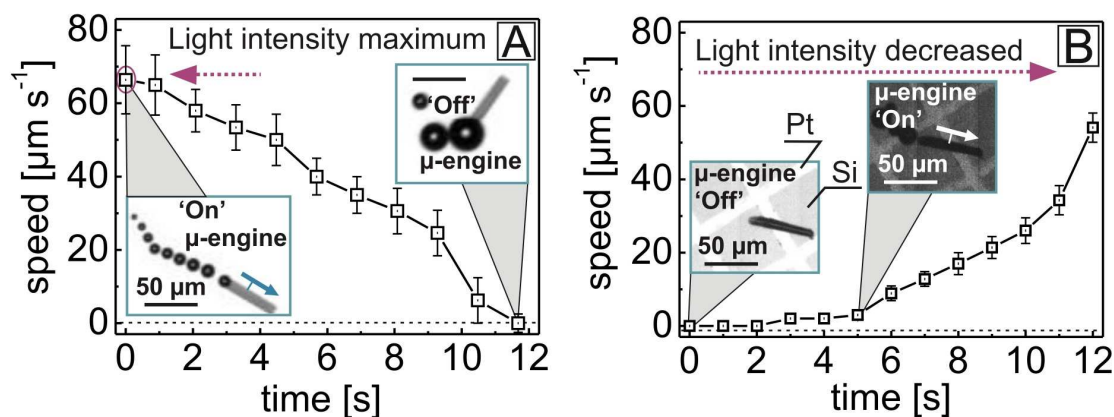 Light intensity maximum
A
'Off'
μ-engine
'On'
μ-engine
50 μm
speed [μm s⁻¹]
80
60
40
20
0
0 2 4 6 8 10 12
time [s]
Light intensity decreased
B
μ-engine
'On'
50 μm
Pt
Si
μ-engine
'Off'
50 μm
speed [μm s⁻¹]
80
60
40
20
0
0 2 4 6 8 10 12
time [s]